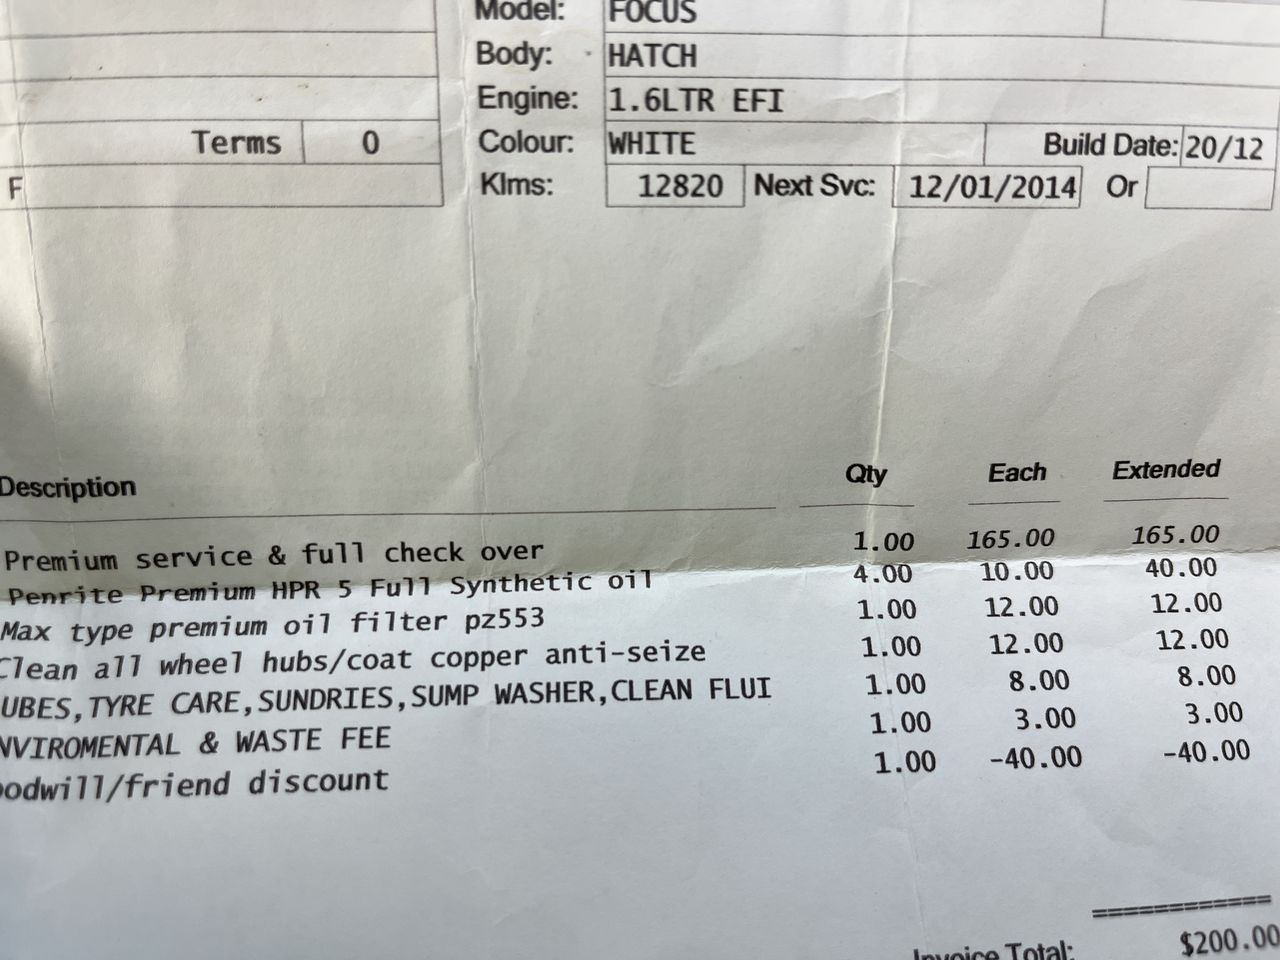 Model: FOCUS
Body: HATCH
Engine: 1.6LTR EFI
Terms 0 Colour: WHITE Build Date: 20/12
F Klms: 12820 Next Svc: 12/01/2014 Or
Description Qty Each Extended
Premium service & full check over 1.00 165.00 165.00
Penrite Premium HPR 5 Full Synthetic oil 4.00 10.00 40.00
Max type premium oil filter pz553 1.00 12.00 12.00
Clean all wheel hubs/coat copper anti-seize 1.00 12.00 12.00
UBES,TYRE CARE,SUNDRIES,SUMP WASHER,CLEAN FLUI 1.00 8.00 8.00
NVIROMENTAL & WASTE FEE 1.00 3.00 3.00
oodwill/friend discount 1.00 -40.00 -40.00
============
Invoice Total: $200.00